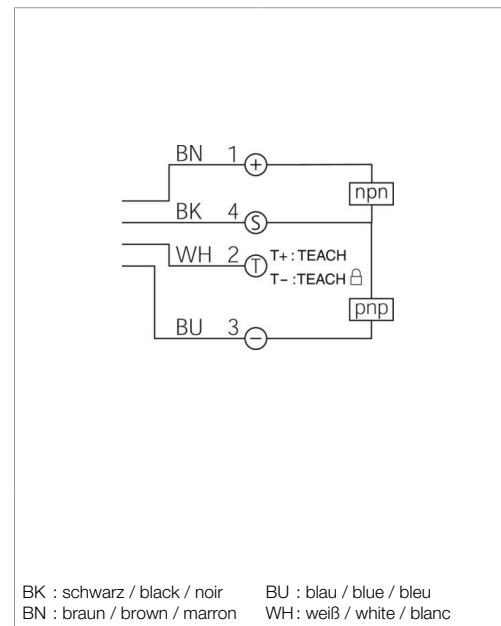 BN 1 +
npn
BK 4 S
WH 2 T T+ : TEACH
T– : TEACH
pnp
BU 3 –
BK : schwarz / black / noir BU : blau / blue / bleu
BN : braun / brown / marron WH : weiß / white / blanc